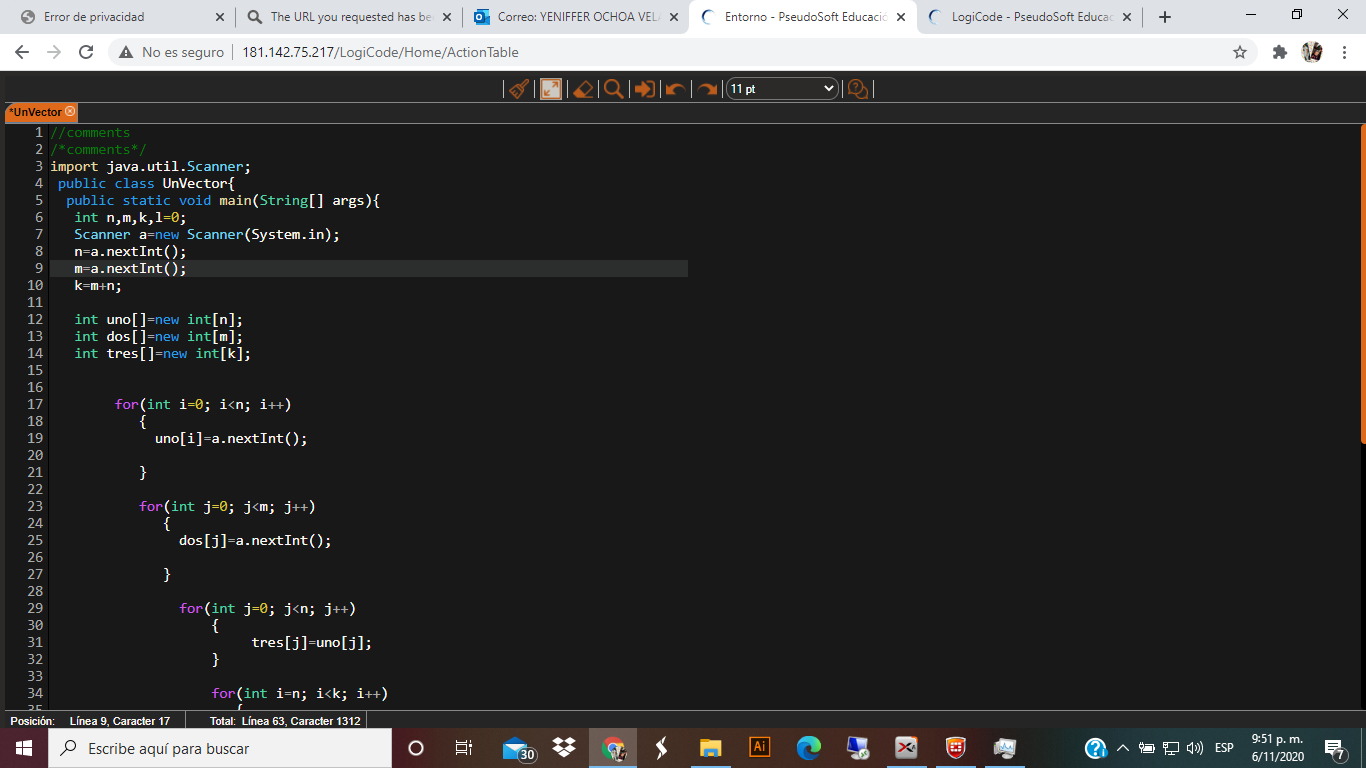 Error de privacidad
The URL you requested has be
Correo: YENIFFER OCHOA VELA
Entorno - PseudoSoft Educació
LogiCode - PseudoSoft Educac
No es seguro
181.142.75.217/LogiCode/Home/ActionTable
11 pt
*UnVector
1 //comments
2 /*comments*/
3 import java.util.Scanner;
4 public class UnVector{
5 public static void main(String[] args){
6 int n,m,k,l=0;
7 Scanner a=new Scanner(System.in);
8 n=a.nextInt();
9 m=a.nextInt();
10 k=m+n;
11
12 int uno[]=new int[n];
13 int dos[]=new int[m];
14 int tres[]=new int[k];
15
16
17 for(int i=0; i<n; i++)
18 {
19 uno[i]=a.nextInt();
20
21 }
22
23 for(int j=0; j<m; j++)
24 {
25 dos[j]=a.nextInt();
26
27 }
28
29 for(int j=0; j<n; j++)
30 {
31 tres[j]=uno[j];
32 }
33
34 for(int i=n; i<k; i++)
35 {
Posición: Línea 9, Caracter 17 Total: Línea 63, Caracter 1312
Escribe aquí para buscar
30
Ai
ESP
9:51 p. m.
6/11/2020
7